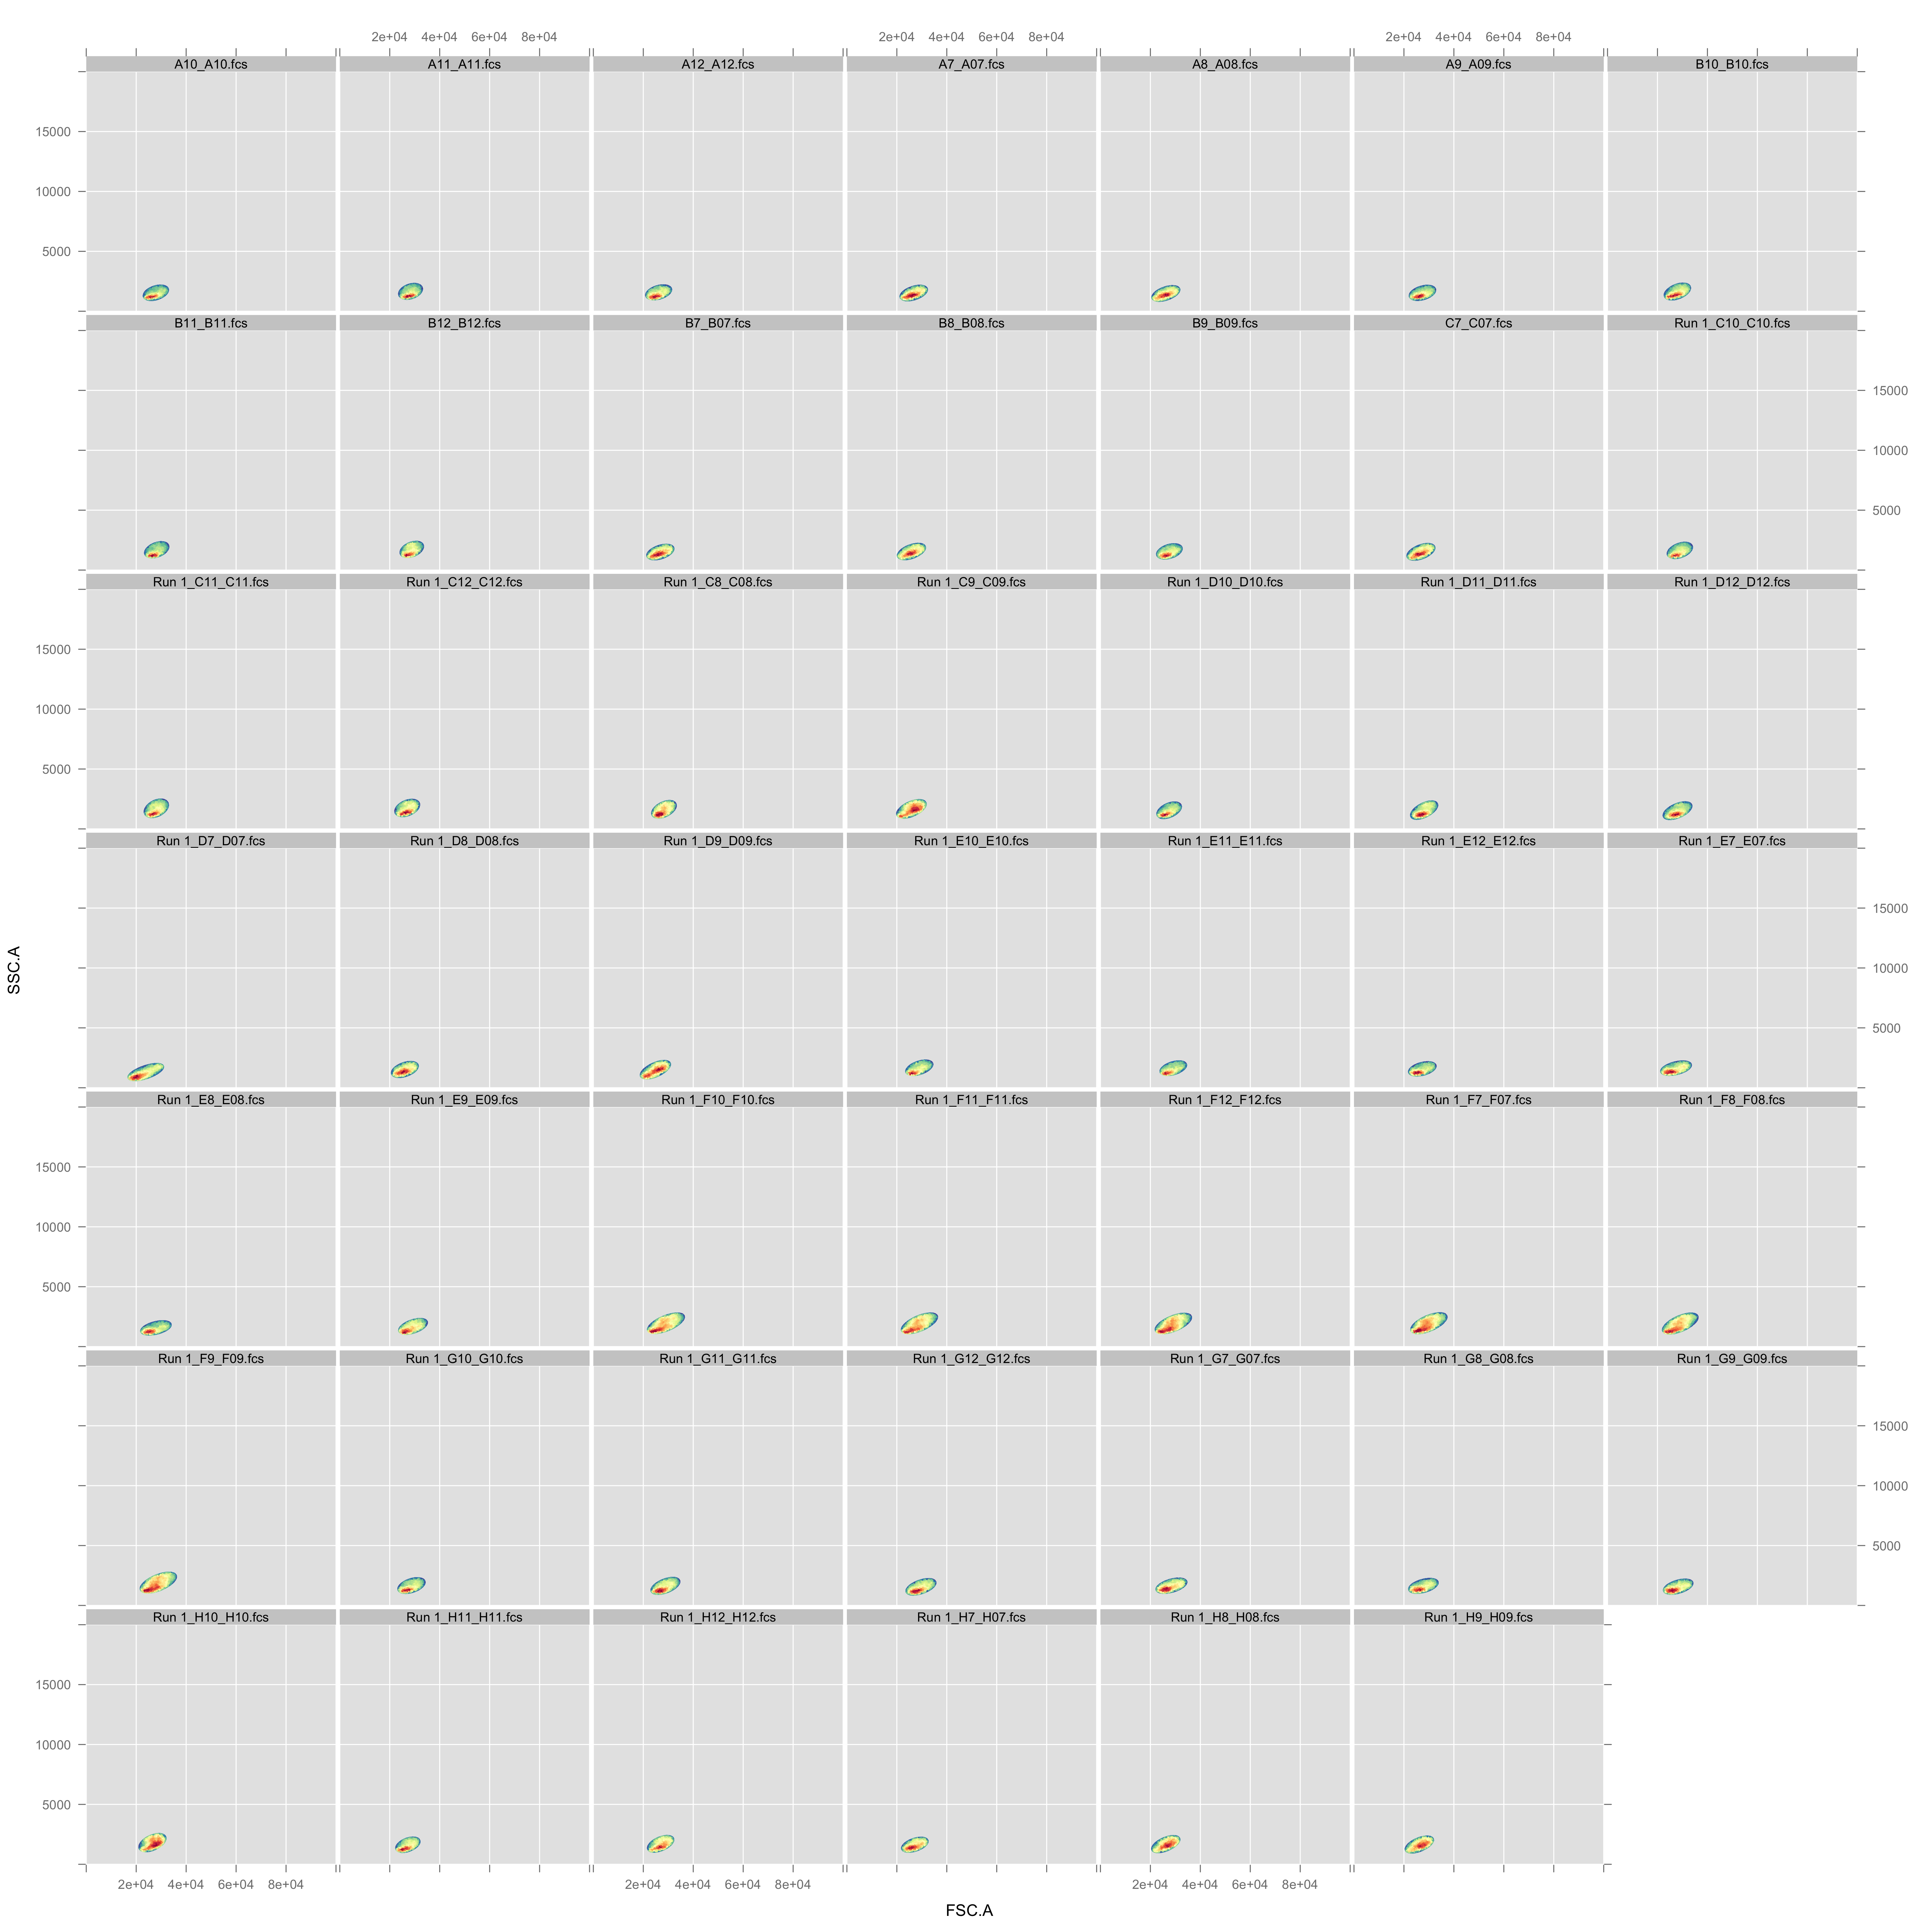 2e+04 4e+04 6e+04 8e+04 2e+04 4e+04 6e+04 8e+04 2e+04 4e+04 6e+04 8e+04
A10_A10.fcs A11_A11.fcs A12_A12.fcs A7_A07.fcs A8_A08.fcs A9_A09.fcs B10_B10.fcs
15000
10000
5000
B11_B11.fcs B12_B12.fcs B7_B07.fcs B8_B08.fcs B9_B09.fcs C7_C07.fcs Run 1_C10_C10.fcs
15000
10000
5000
Run 1_C11_C11.fcs Run 1_C12_C12.fcs Run 1_C8_C08.fcs Run 1_C9_C09.fcs Run 1_D10_D10.fcs Run 1_D11_D11.fcs Run 1_D12_D12.fcs
15000
10000
5000
Run 1_D7_D07.fcs Run 1_D8_D08.fcs Run 1_D9_D09.fcs Run 1_E10_E10.fcs Run 1_E11_E11.fcs Run 1_E12_E12.fcs Run 1_E7_E07.fcs
15000
10000
5000
SSC.A
Run 1_E8_E08.fcs Run 1_E9_E09.fcs Run 1_F10_F10.fcs Run 1_F11_F11.fcs Run 1_F12_F12.fcs Run 1_F7_F07.fcs Run 1_F8_F08.fcs
15000
10000
5000
Run 1_F9_F09.fcs Run 1_G10_G10.fcs Run 1_G11_G11.fcs Run 1_G12_G12.fcs Run 1_G7_G07.fcs Run 1_G8_G08.fcs Run 1_G9_G09.fcs
15000
10000
5000
Run 1_H10_H10.fcs Run 1_H11_H11.fcs Run 1_H12_H12.fcs Run 1_H7_H07.fcs Run 1_H8_H08.fcs Run 1_H9_H09.fcs
15000
10000
5000
2e+04 4e+04 6e+04 8e+04 2e+04 4e+04 6e+04 8e+04 2e+04 4e+04 6e+04 8e+04
FSC.A